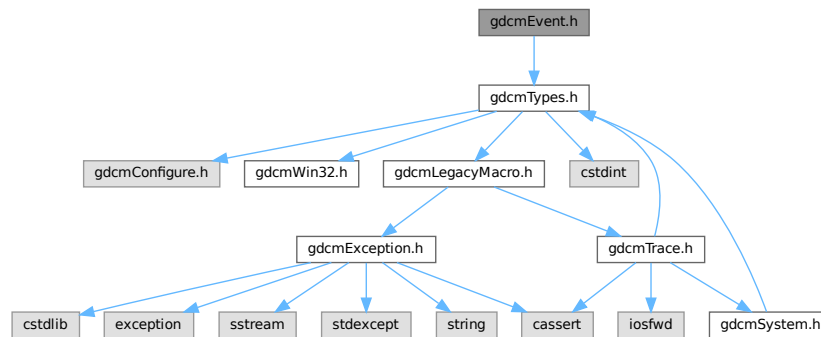 gdcmEvent.h
gdcmTypes.h
gdcmConfigure.h
gdcmWin32.h
gdcmLegacyMacro.h
cstdint
gdcmException.h
gdcmTrace.h
cstdlib
exception
sstream
stdexcept
string
cassert
iosfwd
gdcmSystem.h